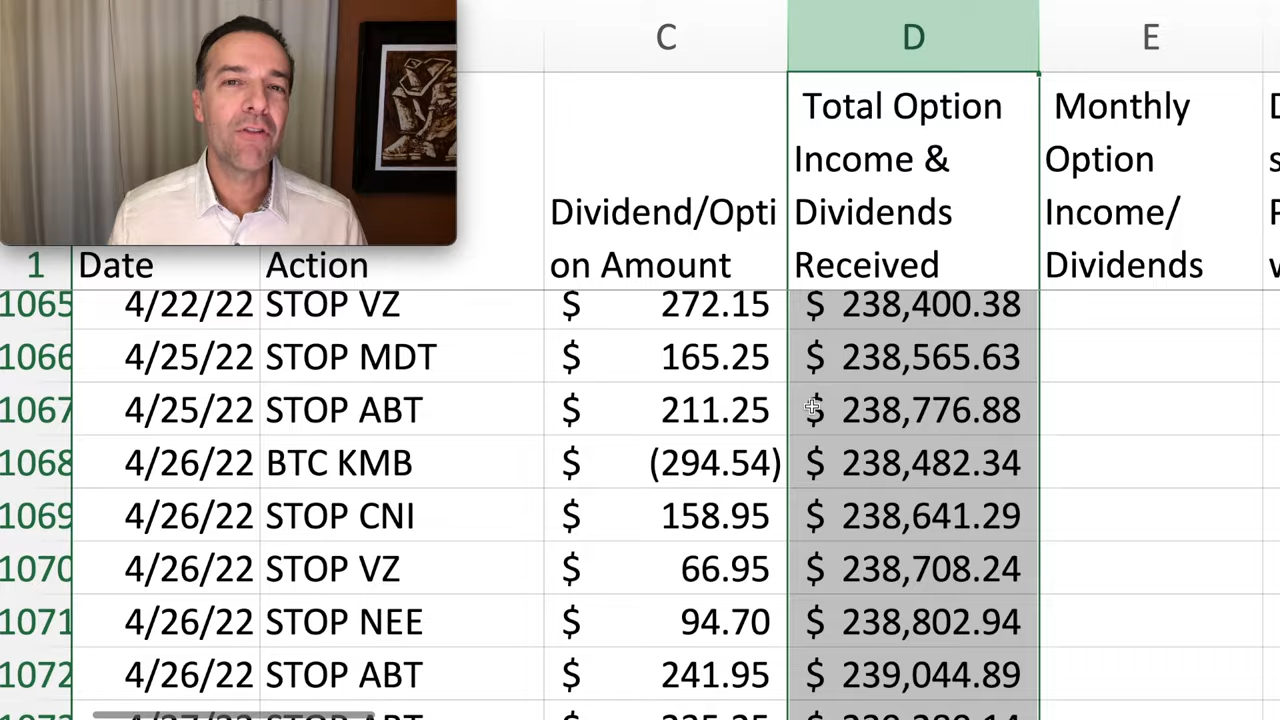 C D E
Total Option Monthly
Income & Option
Dividend/Opti Dividends Income/
1 Date Action on Amount Received Dividends
1065 4/22/22 STOP VZ $ 272.15 $ 238,400.38
1066 4/25/22 STOP MDT $ 165.25 $ 238,565.63
1067 4/25/22 STOP ABT $ 211.25 $ 238,776.88
1068 4/26/22 BTC KMB $ (294.54) $ 238,482.34
1069 4/26/22 STOP CNI $ 158.95 $ 238,641.29
1070 4/26/22 STOP VZ $ 66.95 $ 238,708.24
1071 4/26/22 STOP NEE $ 94.70 $ 238,802.94
1072 4/26/22 STOP ABT $ 241.95 $ 239,044.89